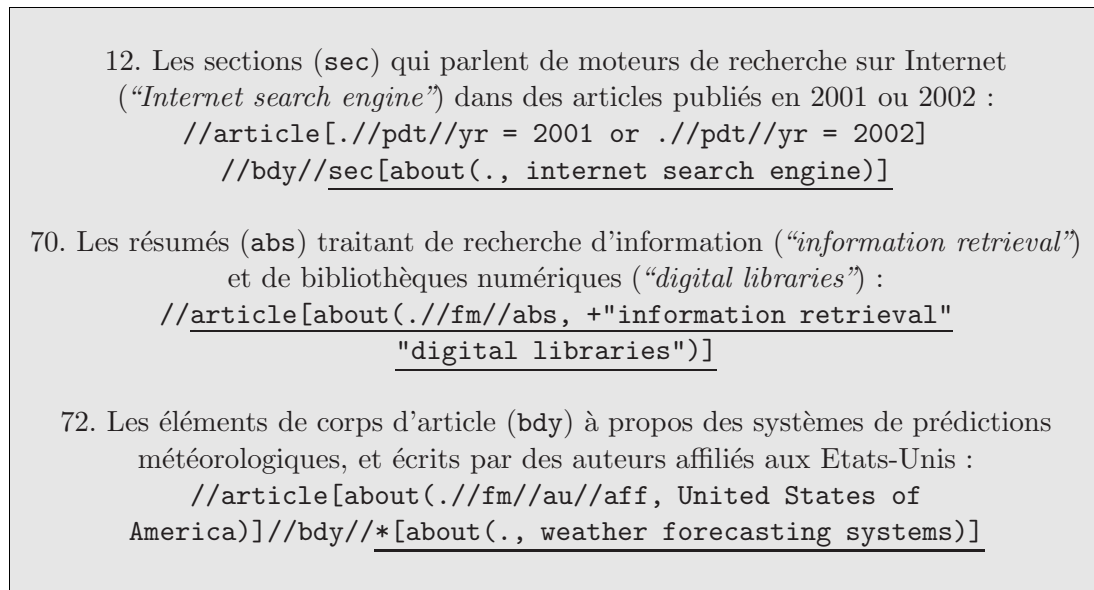 12. Les sections (sec) qui parlent de moteurs de recherche sur Internet
(“Internet search engine”) dans des articles publiés en 2001 ou 2002 :
//article[.//pdt//yr = 2001 or .//pdt//yr = 2002]
//bdy//sec[about(., internet search engine)]
70. Les résumés (abs) traitant de recherche d'information (“information retrieval”)
et de bibliothèques numériques (“digital libraries”) :
//article[about(.//fm//abs, +"information retrieval"
"digital libraries")]
72. Les éléments de corps d'article (bdy) à propos des systèmes de prédictions
météorologiques, et écrits par des auteurs affiliés aux Etats-Unis :
//article[about(.//fm//au//aff, United States of
America)]//bdy//*[about(., weather forecasting systems)]